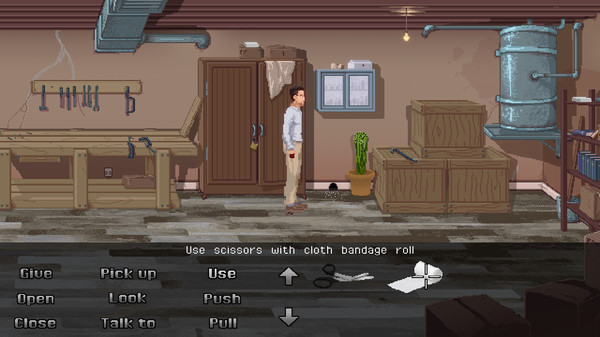 Use scissors with cloth bandage roll
Give Pick up Use
Open Look Push
Close Talk to Pull